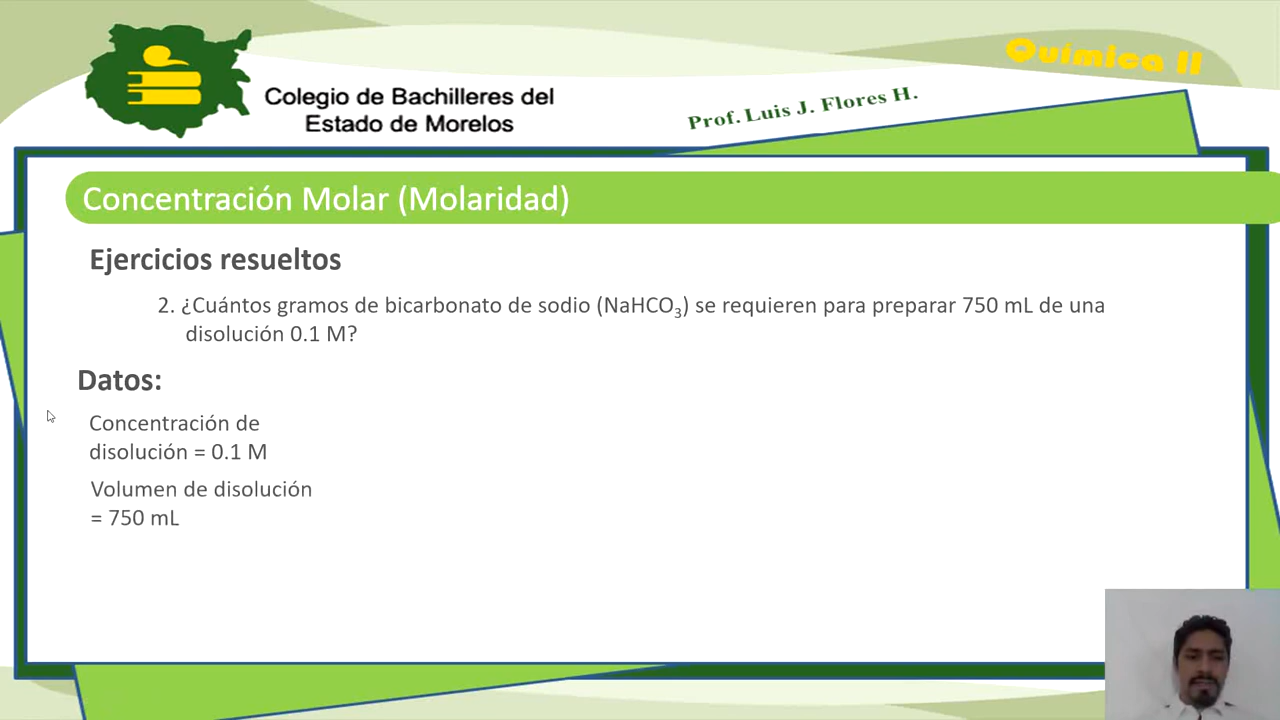 Química II
Colegio de Bachilleres del
Estado de Morelos
Prof. Luis J. Flores H.
Concentración Molar (Molaridad)
Ejercicios resueltos
2. ¿Cuántos gramos de bicarbonato de sodio (NaHCO₃) se requieren para preparar 750 mL de una
disolución 0.1 M?
Datos:
Concentración de
disolución = 0.1 M
Volumen de disolución
= 750 mL